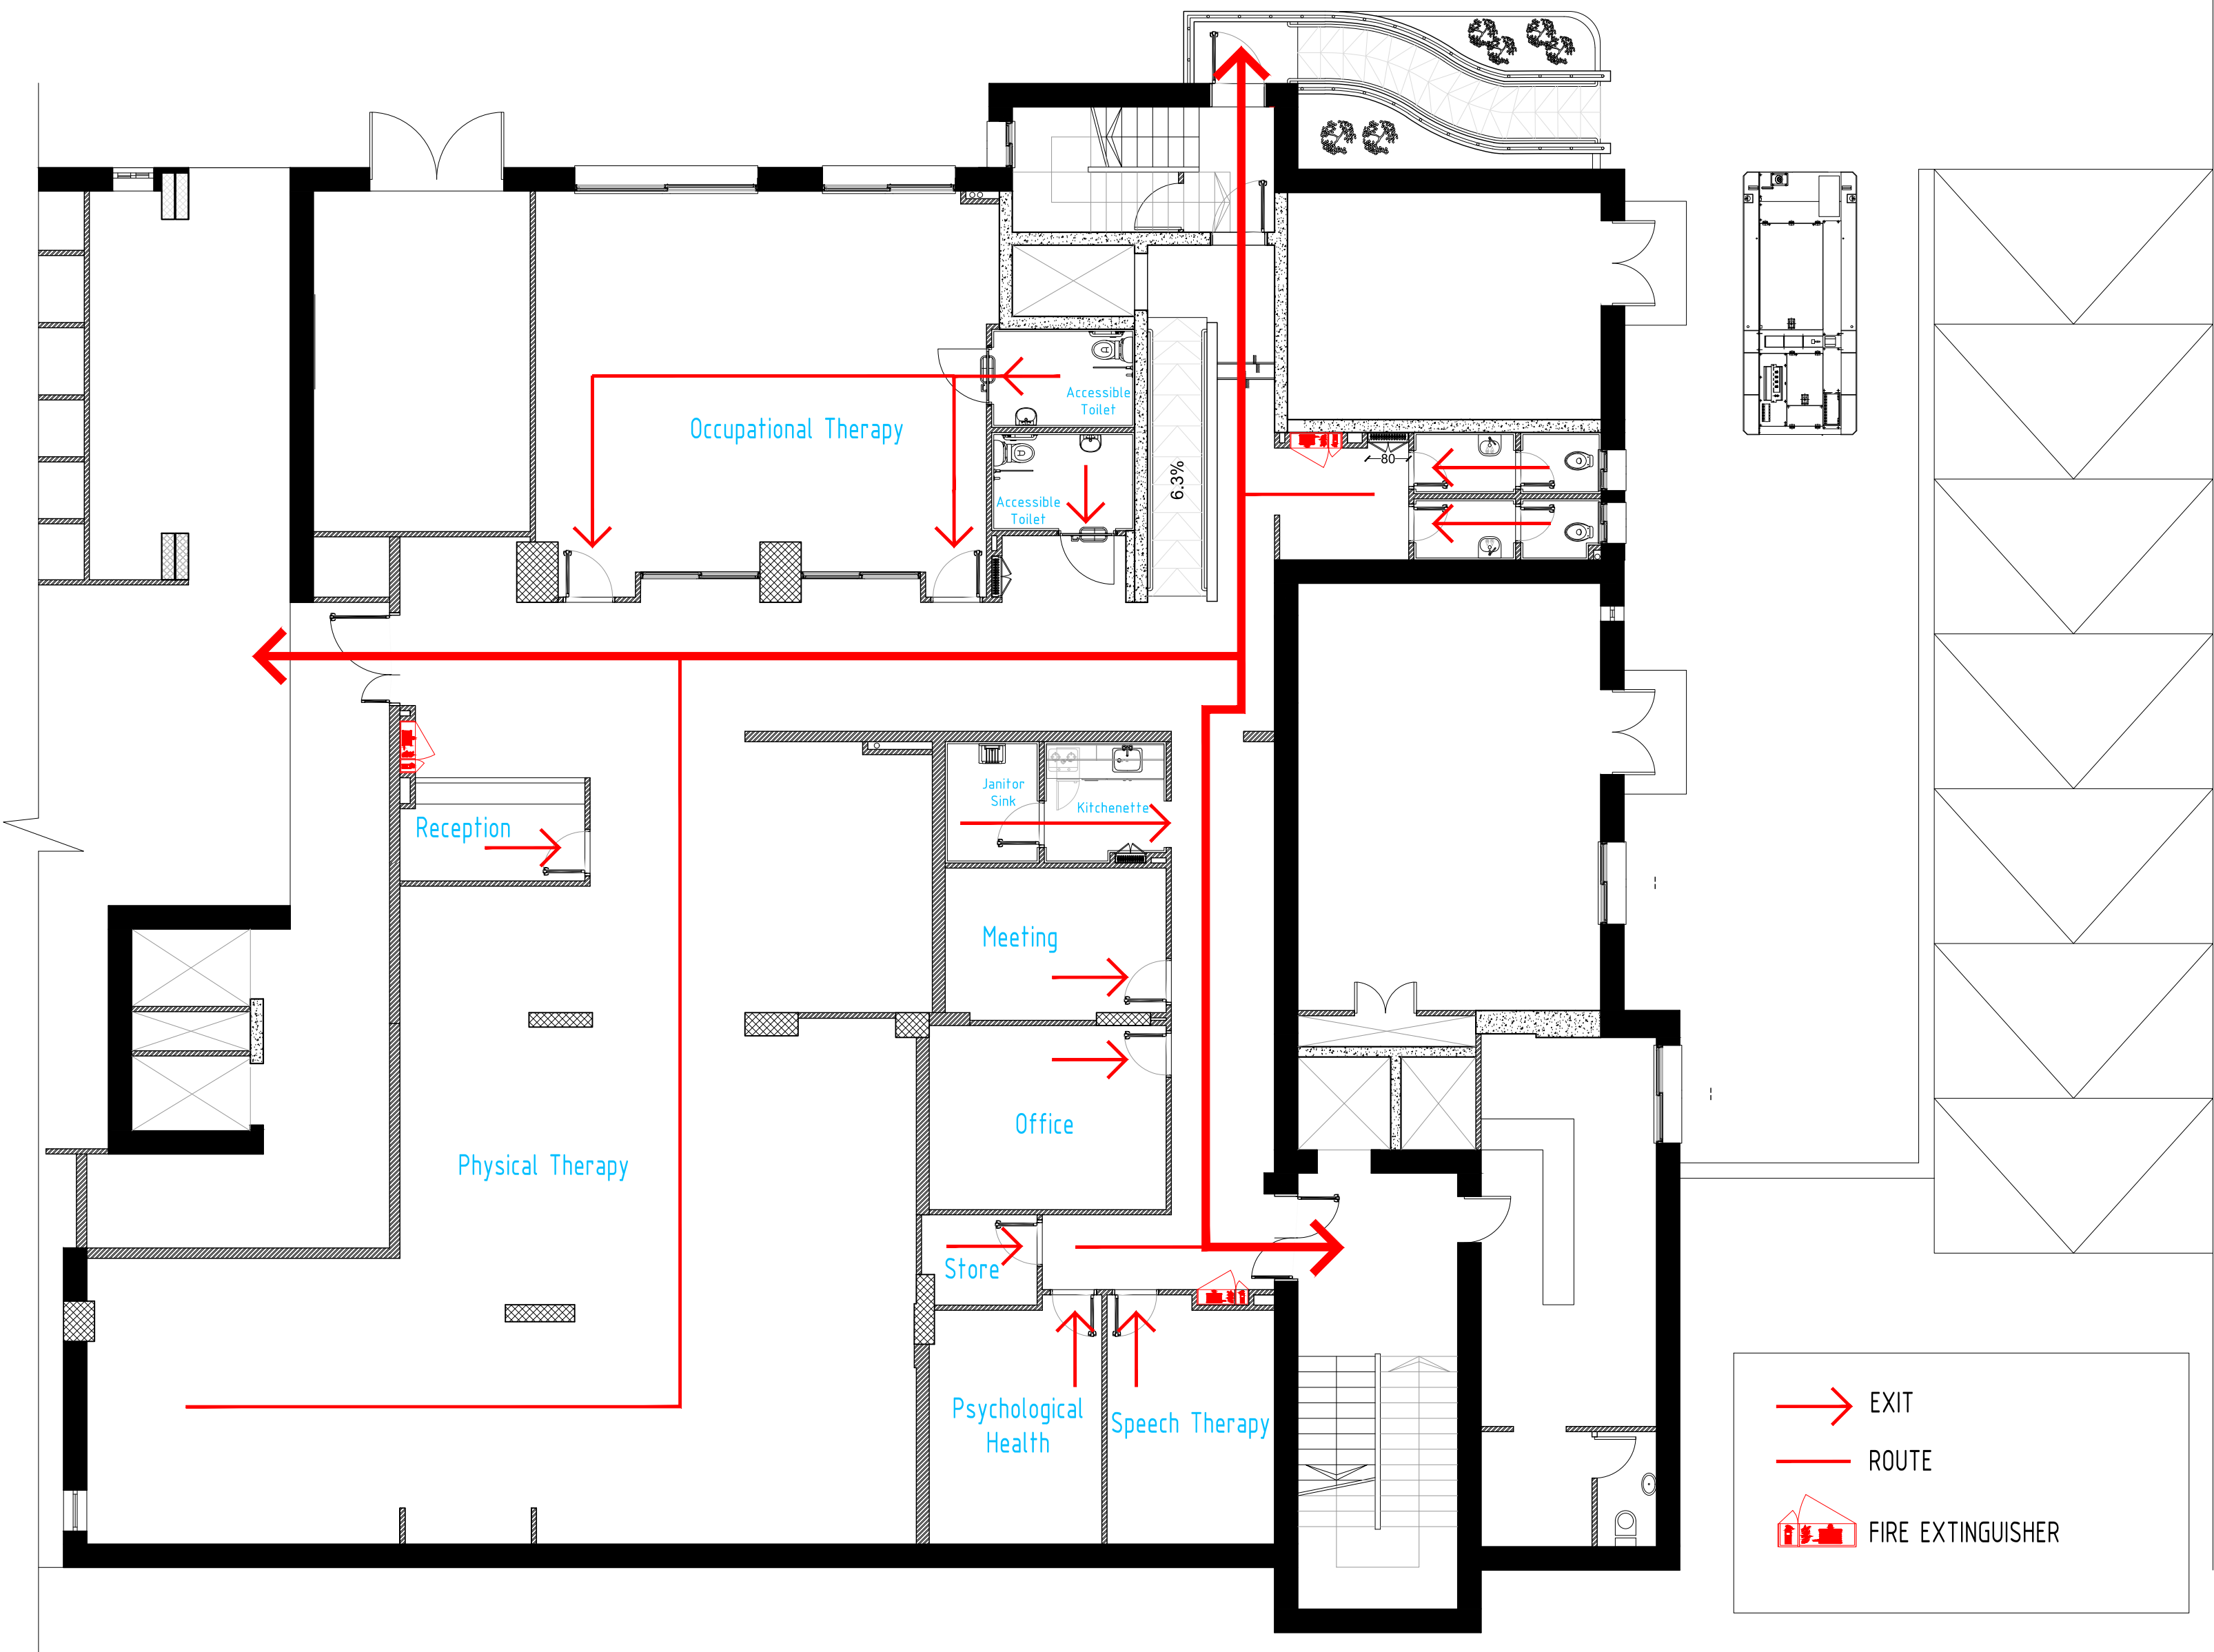 Accessible
Toilet
Occupational Therapy
Accessible
Toilet
6.3%
80
Janitor
Sink
Kitchenette
Reception
Meeting
Office
Physical Therapy
Store
Psychological
Health
Speech Therapy
EXIT
ROUTE
FIRE EXTINGUISHER